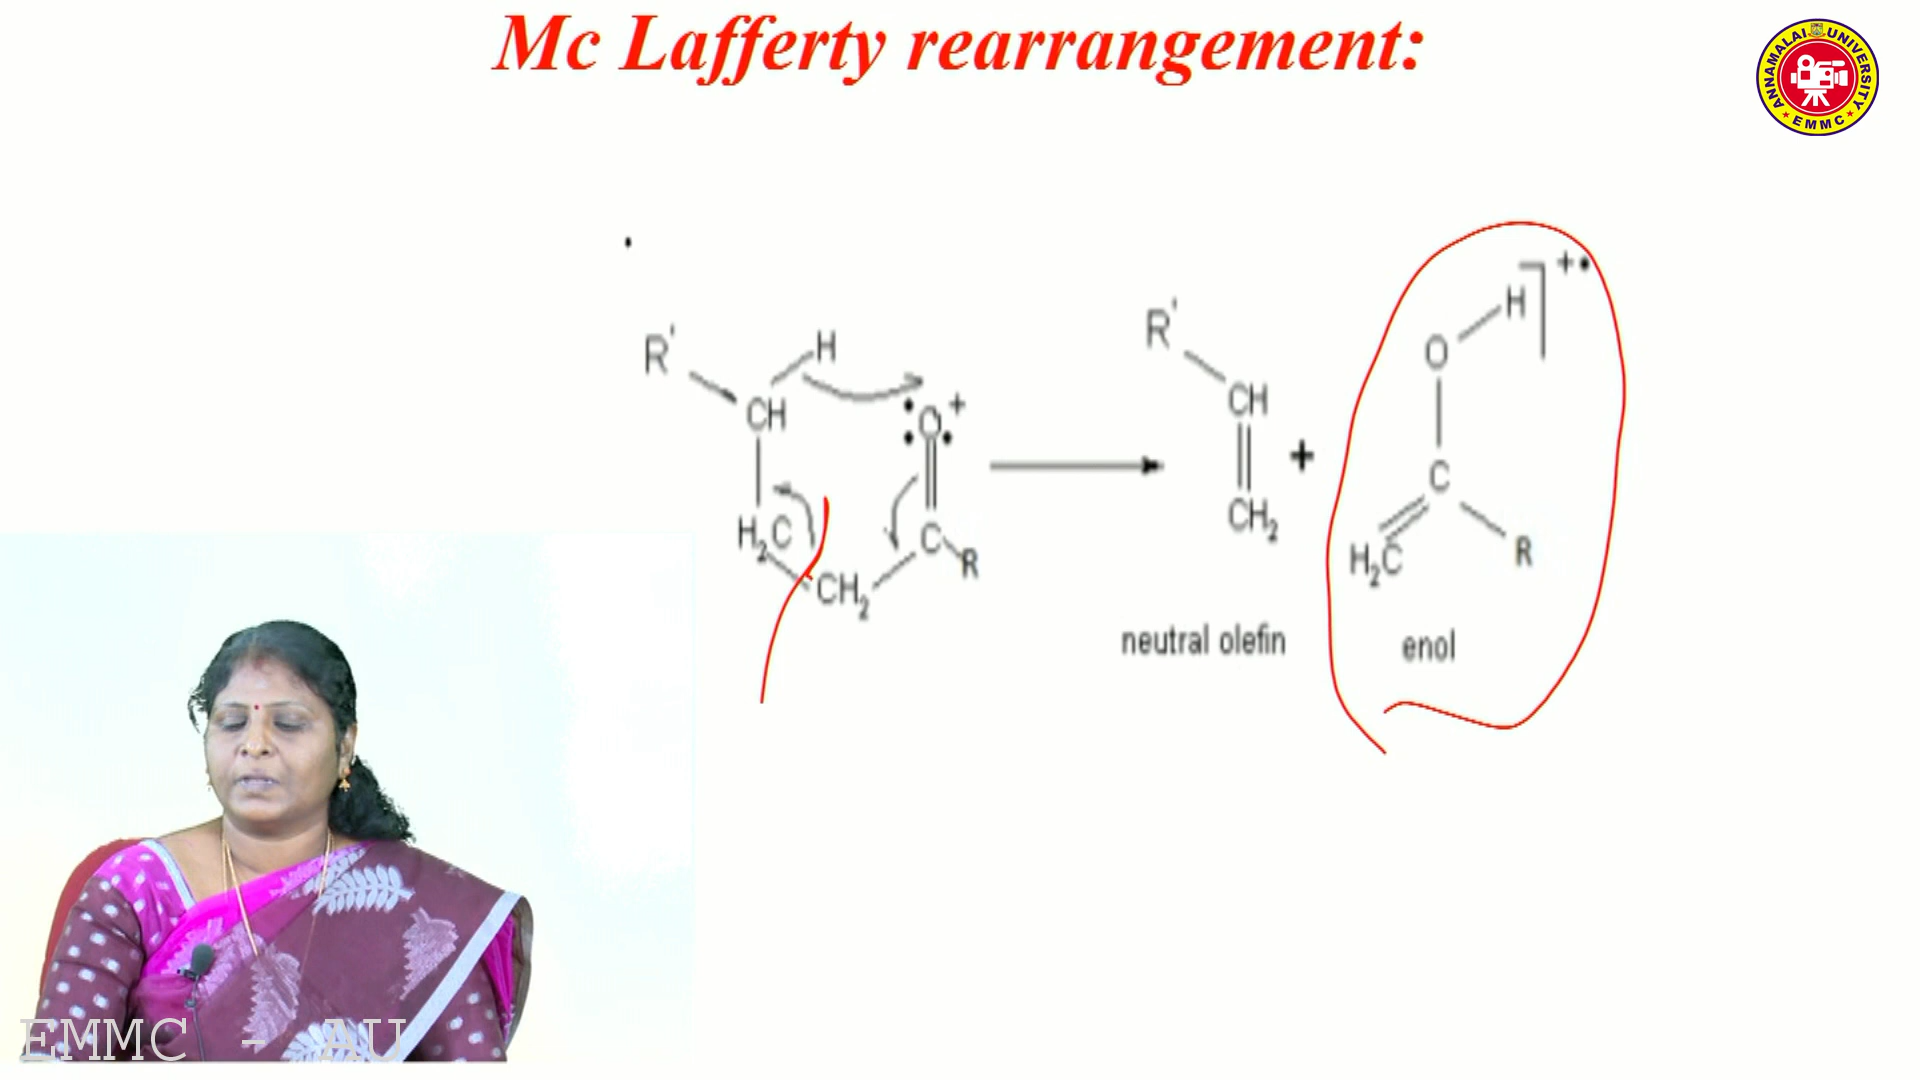 Mc Lafferty rearrangement:
ANNAMALAI UNIVERSITY
EMMC
R' H
CH O +
H₂C C R
CH₂
R'
CH
CH₂
+
H +•
O
C
H₂C R
neutral olefin enol
EMMC - AU